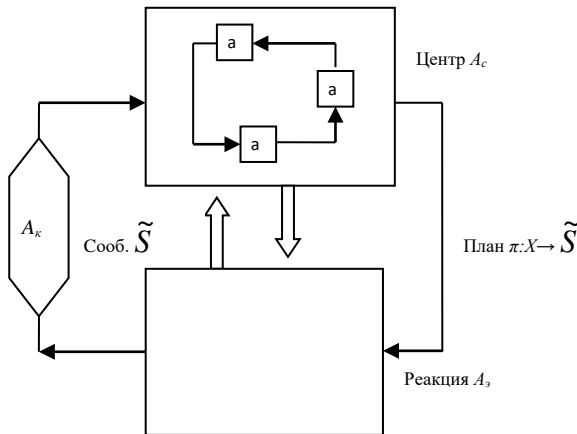 а
Центр Aс
а
а
Aк
Сооб. S̃
План π:X→ S̃
Реакция Aэ